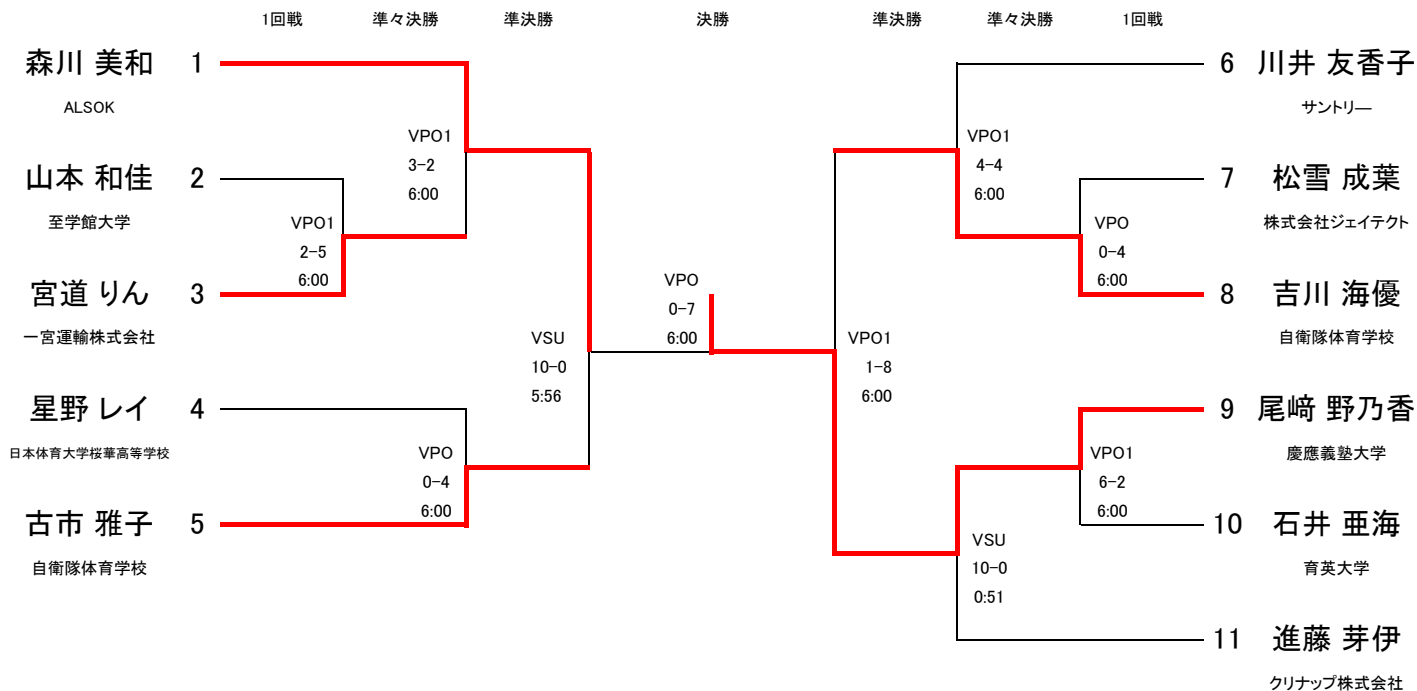 1回戦 準々決勝 準決勝 決勝 準決勝 準々決勝 1回戦
森川 美和 1
ALSOK
山本 和佳 2
至学館大学
宮道 りん 3
一宮運輸株式会社
星野 レイ 4
日本体育大学桜華高等学校
古市 雅子 5
自衛隊体育学校
VPO1
2-5
6:00
VPO1
3-2
6:00
VPO
0-4
6:00
VSU
10-0
5:56
VPO
0-7
6:00
VPO1
1-8
6:00
VPO1
4-4
6:00
VSU
10-0
0:51
VPO
0-4
6:00
VPO1
6-2
6:00
6 川井 友香子
サントリ―
7 松雪 成葉
株式会社ジェイテクト
8 吉川 海優
自衛隊体育学校
9 尾﨑 野乃香
慶應義塾大学
10 石井 亜海
育英大学
11 進藤 芽伊
クリナップ株式会社